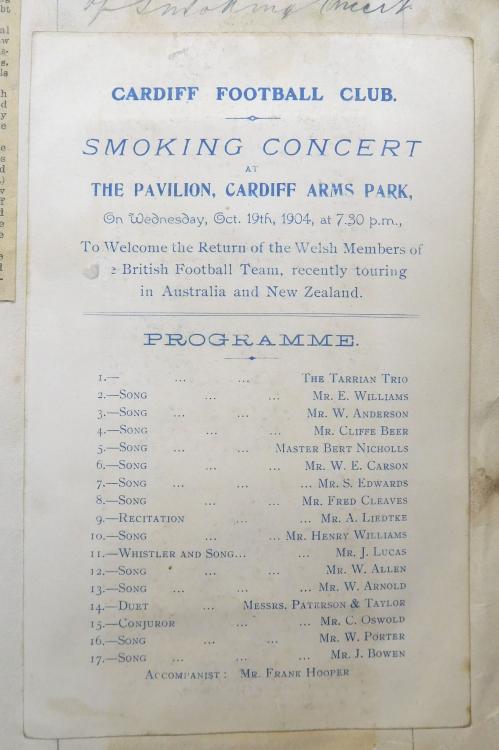 of Smoking Concert
CARDIFF FOOTBALL CLUB.
SMOKING CONCERT
AT
THE PAVILION, CARDIFF ARMS PARK,
On Wednesday, Oct. 19th, 1904, at 7.30 p.m.,
To Welcome the Return of the Welsh Members of
e British Football Team, recently touring
in Australia and New Zealand.
PROGRAMME.
1.— ... ... THE TARRIAN TRIO
2.—SONG ... ... MR. E. WILLIAMS
3.—SONG ... ... MR. W. ANDERSON
4.—SONG ... ... MR. CLIFFE BEER
5.—SONG ... ... MASTER BERT NICHOLLS
6.—SONG ... ... MR. W. E. CARSON
7.—SONG ... ... ... MR. S. EDWARDS
8.—SONG ... ... MR. FRED CLEAVES
9.—RECITATION ... ... MR. A. LIEDTKE
10.—SONG ... ... MR. HENRY WILLIAMS
11.—WHISTLER AND SONG... ... MR. J. LUCAS
12.—SONG ... ... MR. W. ALLEN
13.—SONG ... ... ... MR. W. ARNOLD
14.—DUET ... MESSRS. PATERSON & TAYLOR
15.—CONJUROR ... ... MR. C. OSWOLD
16.—SONG ... ... MR. W. PORTER
17.—SONG ... ... ... MR. J. BOWEN
ACCOMPANIST: MR. FRANK HOOPER